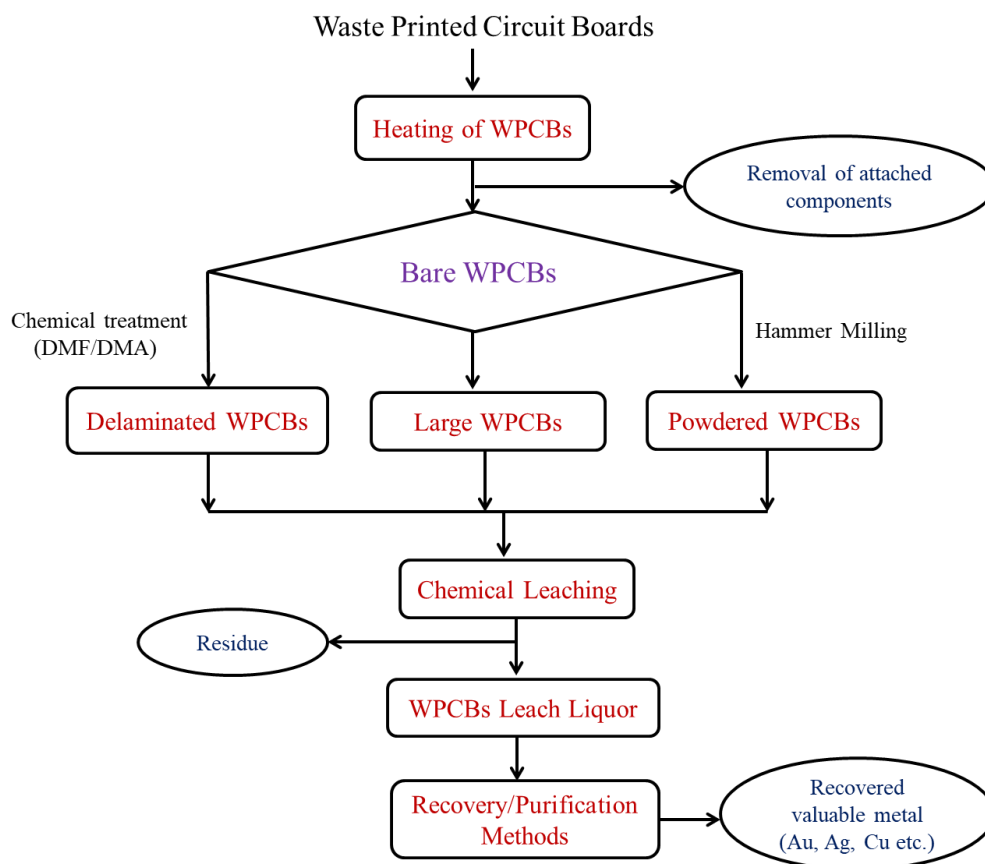 Waste Printed Circuit Boards
Heating of WPCBs
Removal of attached
components
Bare WPCBs
Chemical treatment
(DMF/DMA)
Hammer Milling
Delaminated WPCBs
Large WPCBs
Powdered WPCBs
Chemical Leaching
Residue
WPCBs Leach Liquor
Recovery/Purification
Methods
Recovered
valuable metal
(Au, Ag, Cu etc.)